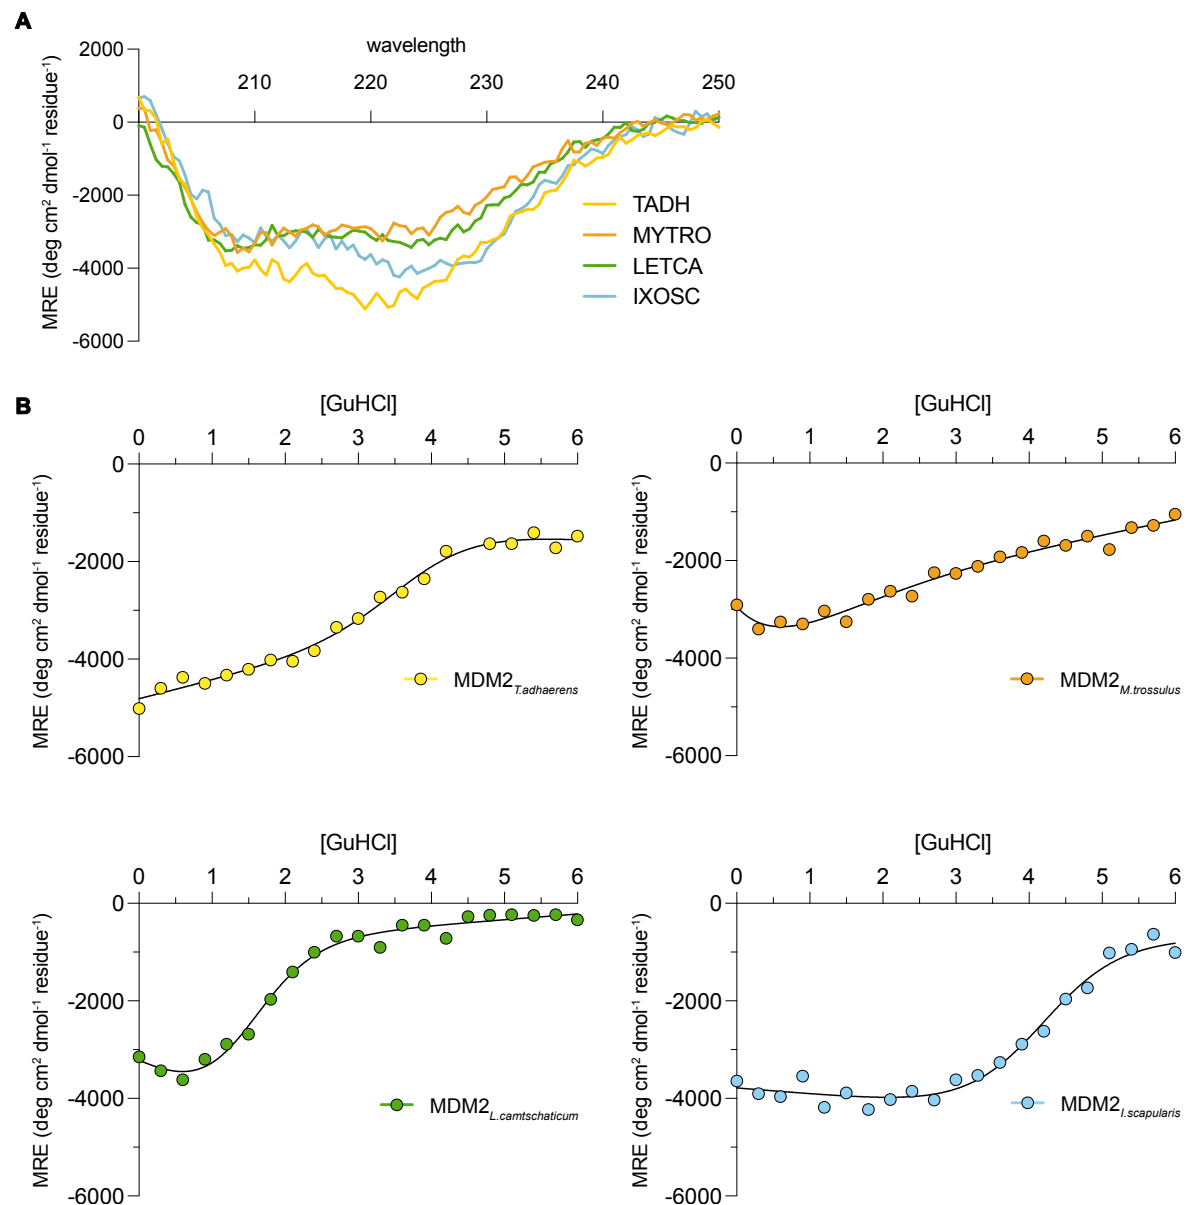 A
wavelength
210 220 230 240 250
2000
0
-2000
-4000
-6000
MRE (deg cm² dmol⁻¹ residue⁻¹)
TADH
MYTRO
LETCA
IXOSC
B
[GuHCl]
0 1 2 3 4 5 6
0
-2000
-4000
-6000
MRE (deg cm² dmol⁻¹ residue⁻¹)
MDM2 T.adhaerens
[GuHCl]
0 1 2 3 4 5 6
0
-2000
-4000
-6000
MRE (deg cm² dmol⁻¹ residue⁻¹)
MDM2 M.trossulus
[GuHCl]
0 1 2 3 4 5 6
0
-2000
-4000
-6000
MRE (deg cm² dmol⁻¹ residue⁻¹)
MDM2 L.camtschaticum
[GuHCl]
0 1 2 3 4 5 6
0
-2000
-4000
-6000
MRE (deg cm² dmol⁻¹ residue⁻¹)
MDM2 I.scapularis